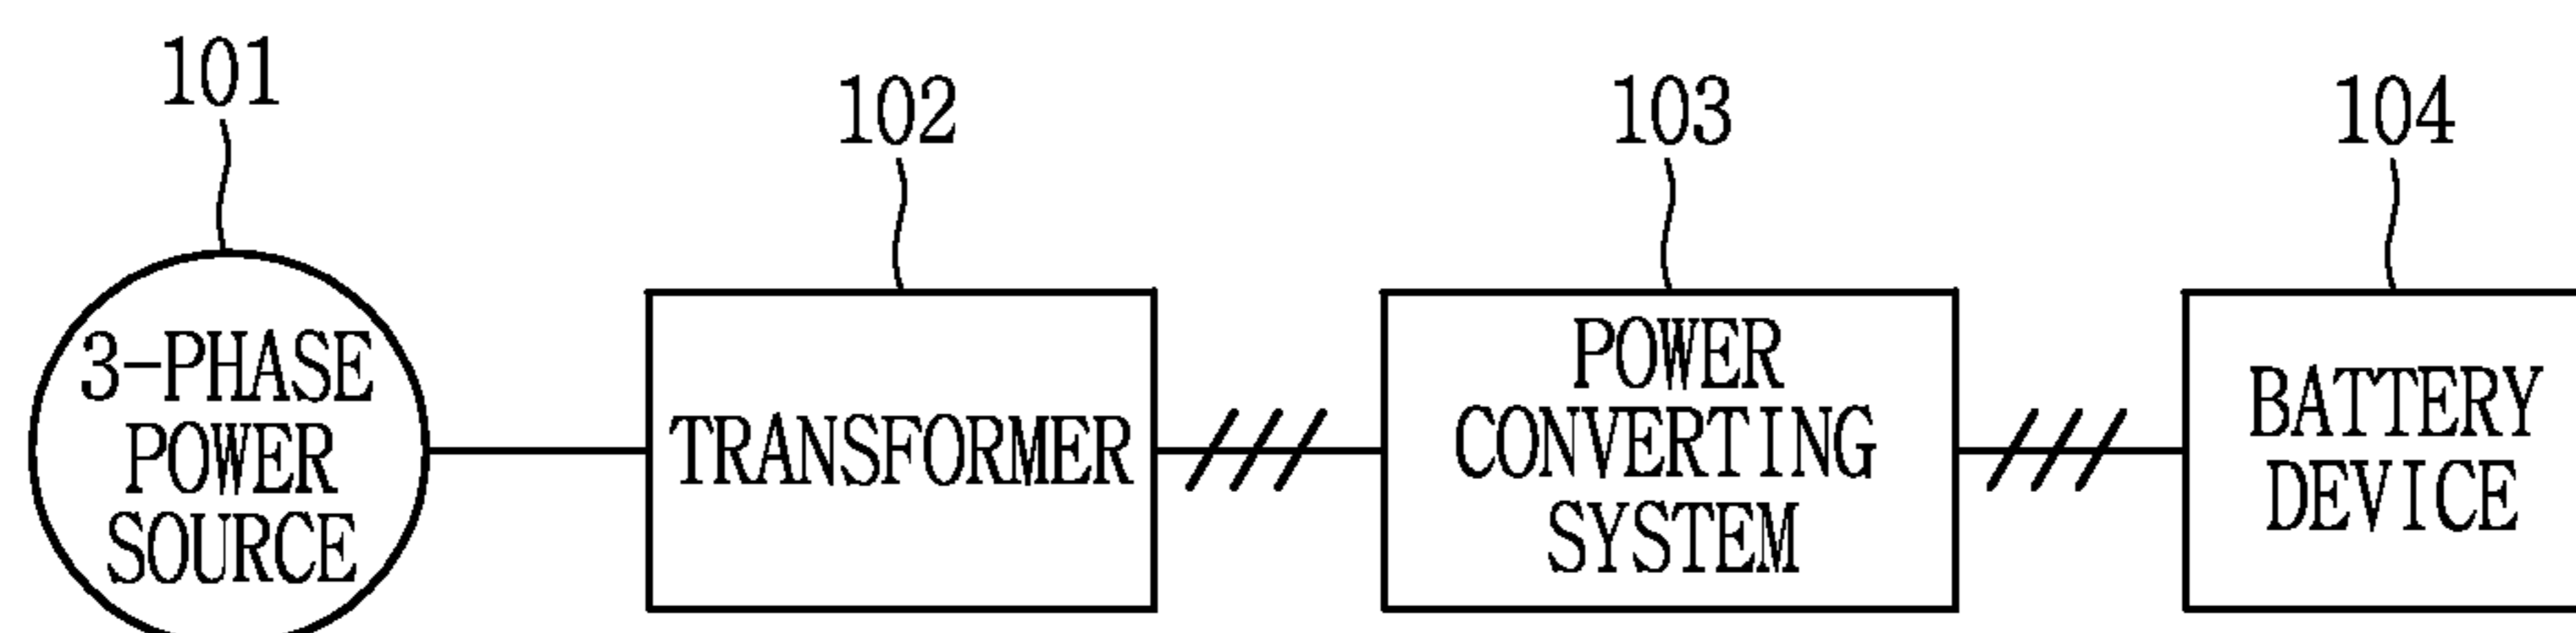 101
102
103
104
3-PHASE
POWER
SOURCE
TRANSFORMER
POWER
CONVERTING
SYSTEM
BATTERY
DEVICE